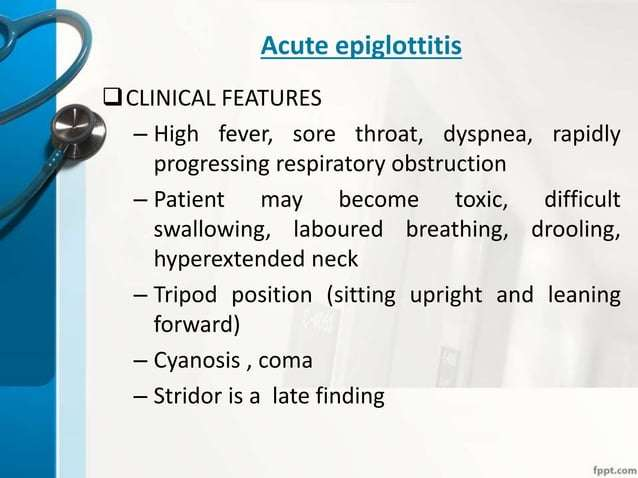 Acute epiglottitis
❑CLINICAL FEATURES
– High fever, sore throat, dyspnea, rapidly
progressing respiratory obstruction
– Patient may become toxic, difficult
swallowing, laboured breathing, drooling,
hyperextended neck
– Tripod position (sitting upright and leaning
forward)
– Cyanosis , coma
– Stridor is a late finding
fppt.com